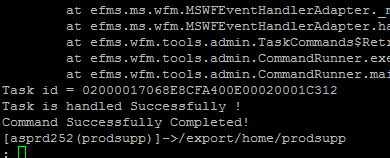 at efms.ms.wfm.MSWFEventHandlerAdapter._m
at efms.wfm.MSWFEventHandlerAdapter.ha
at efms.wfm.tools.admin.TaskCommands$Retr
at efms.wfm.tools.admin.CommandRunner.exe
at efms.wfm.tools.admin.CommandRunner.mai
Task id = 02000017068E8CFA400E00020001C312
Task is handled Successfully !
Command Successfully Completed!
[asprd252(prodsupp)]->/export/home/prodsupp
: